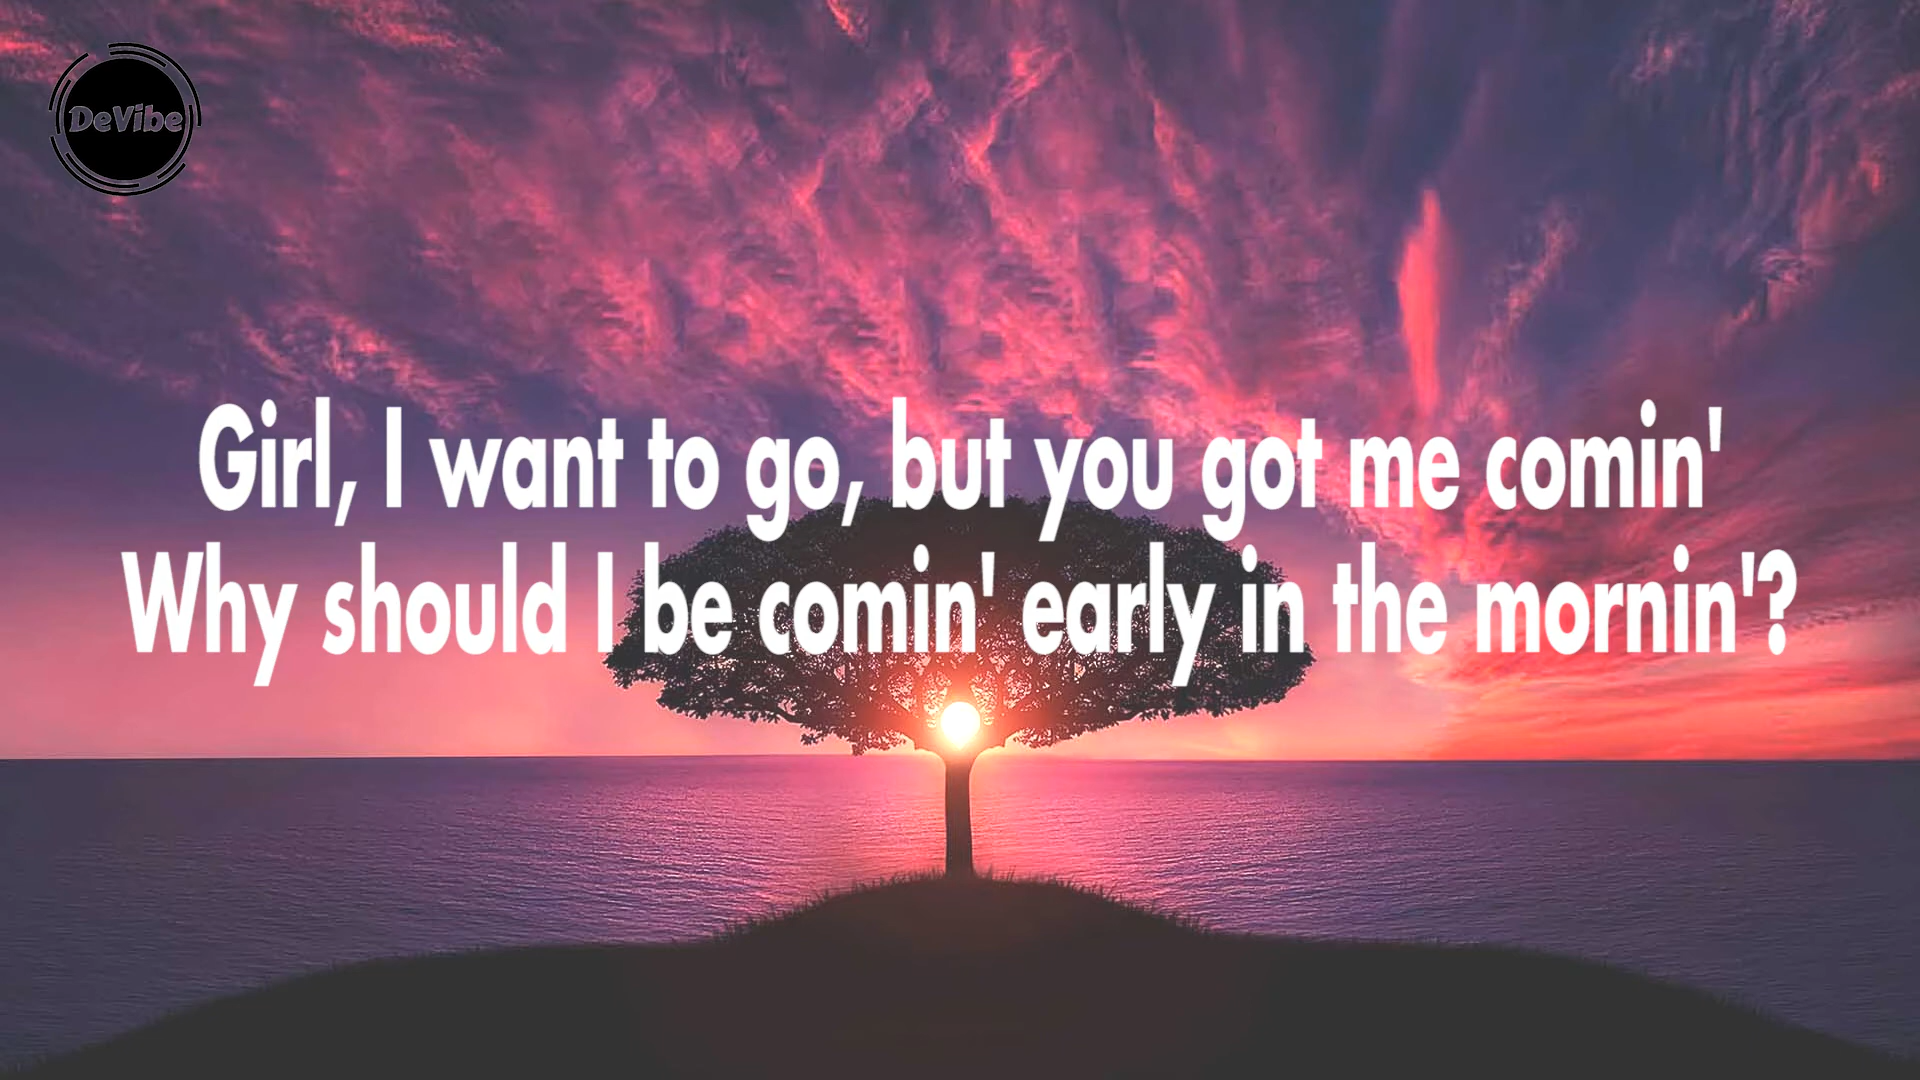 DeVibe
Girl, I want to go, but you got me comin'
Why should I be comin' early in the mornin'?